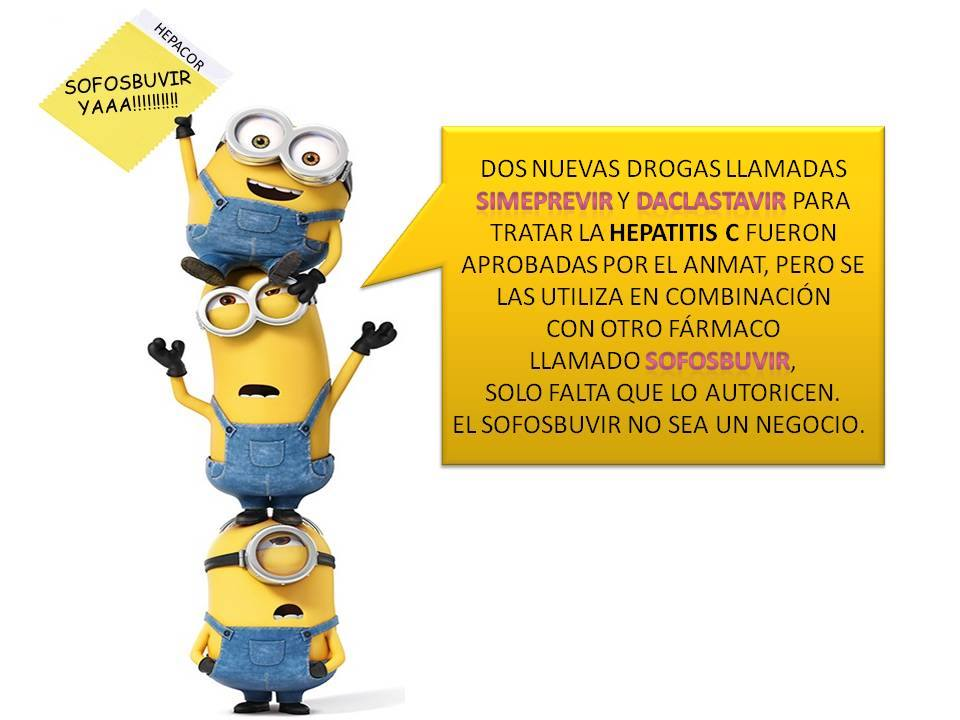 HEPACOR
SOFOSBUVIR
YAAA!!!!!!!!!!
DOS NUEVAS DROGAS LLAMADAS
SIMEPREVIR Y DACLASTAVIR PARA
TRATAR LA HEPATITIS C FUERON
APROBADAS POR EL ANMAT, PERO SE
LAS UTILIZA EN COMBINACIÓN
CON OTRO FÁRMACO
LLAMADO SOFOSBUVIR,
SOLO FALTA QUE LO AUTORICEN.
EL SOFOSBUVIR NO SEA UN NEGOCIO.